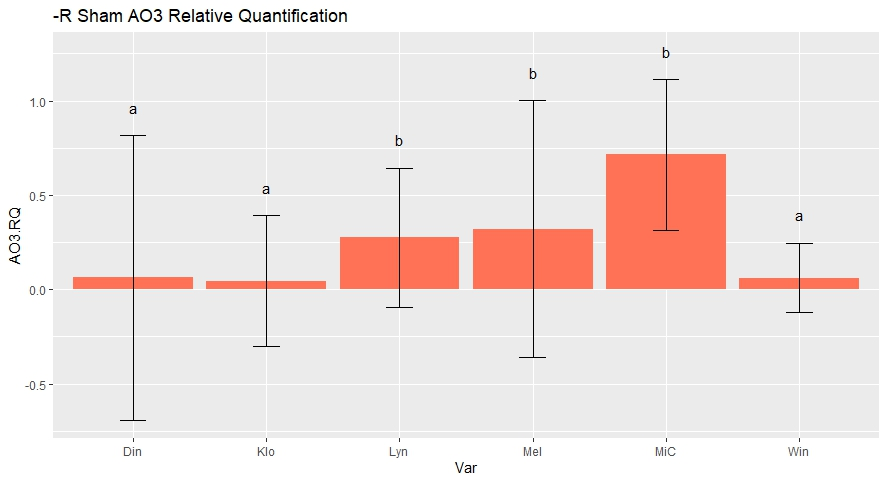 -R Sham AO3 Relative Quantification
AO3.RQ
1.0
0.5
0.0
-0.5
a
a
b
b
b
a
Din
Klo
Lyn
Mel
MiC
Win
Var